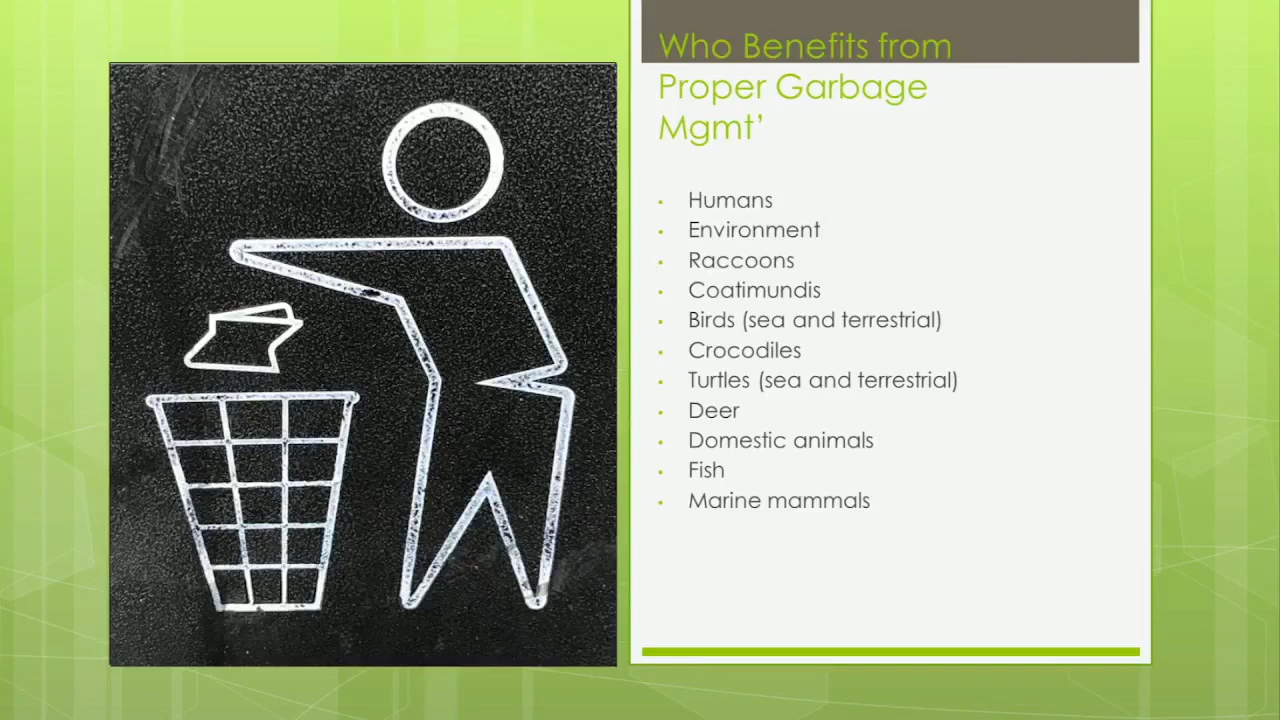 Who Benefits from
Proper Garbage
Mgmt’
• Humans
• Environment
• Raccoons
• Coatimundis
• Birds (sea and terrestrial)
• Crocodiles
• Turtles (sea and terrestrial)
• Deer
• Domestic animals
• Fish
• Marine mammals